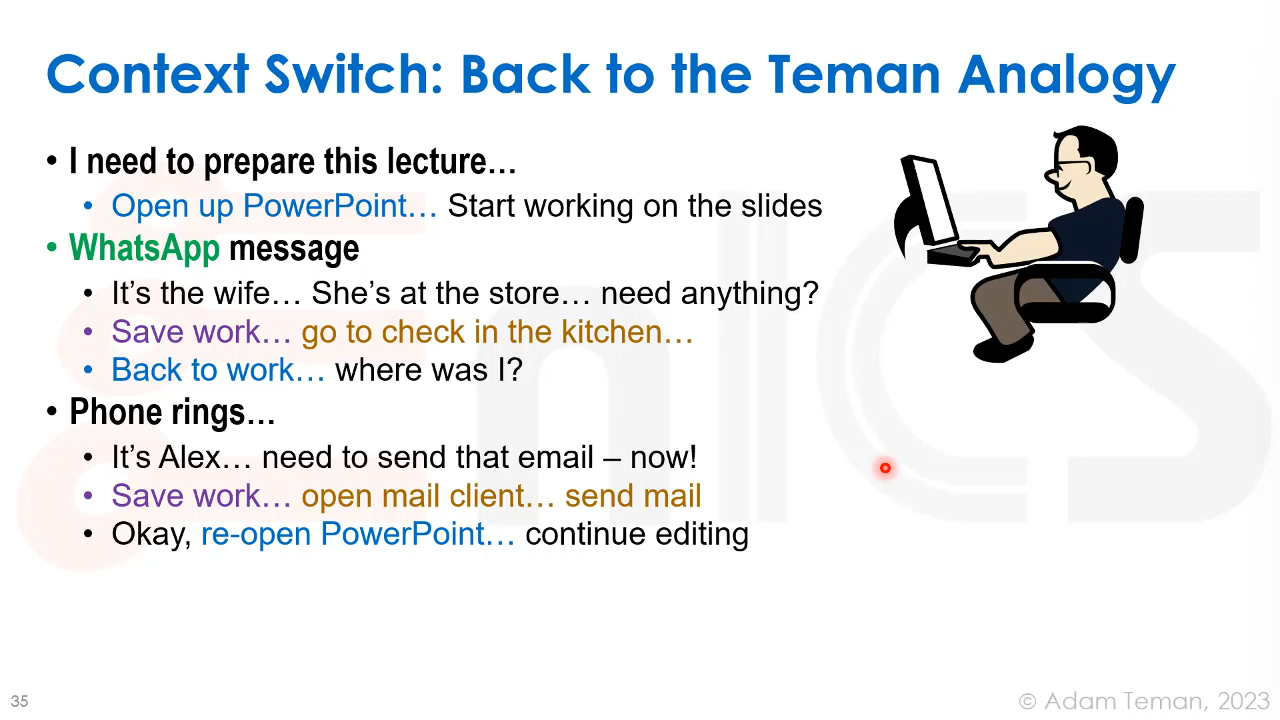 Context Switch: Back to the Teman Analogy
• I need to prepare this lecture…
• Open up PowerPoint… Start working on the slides
• WhatsApp message
• It’s the wife… She’s at the store… need anything?
• Save work… go to check in the kitchen…
• Back to work… where was I?
• Phone rings…
• It’s Alex… need to send that email – now!
• Save work… open mail client… send mail
• Okay, re-open PowerPoint… continue editing
35
© Adam Teman, 2023
EnICS